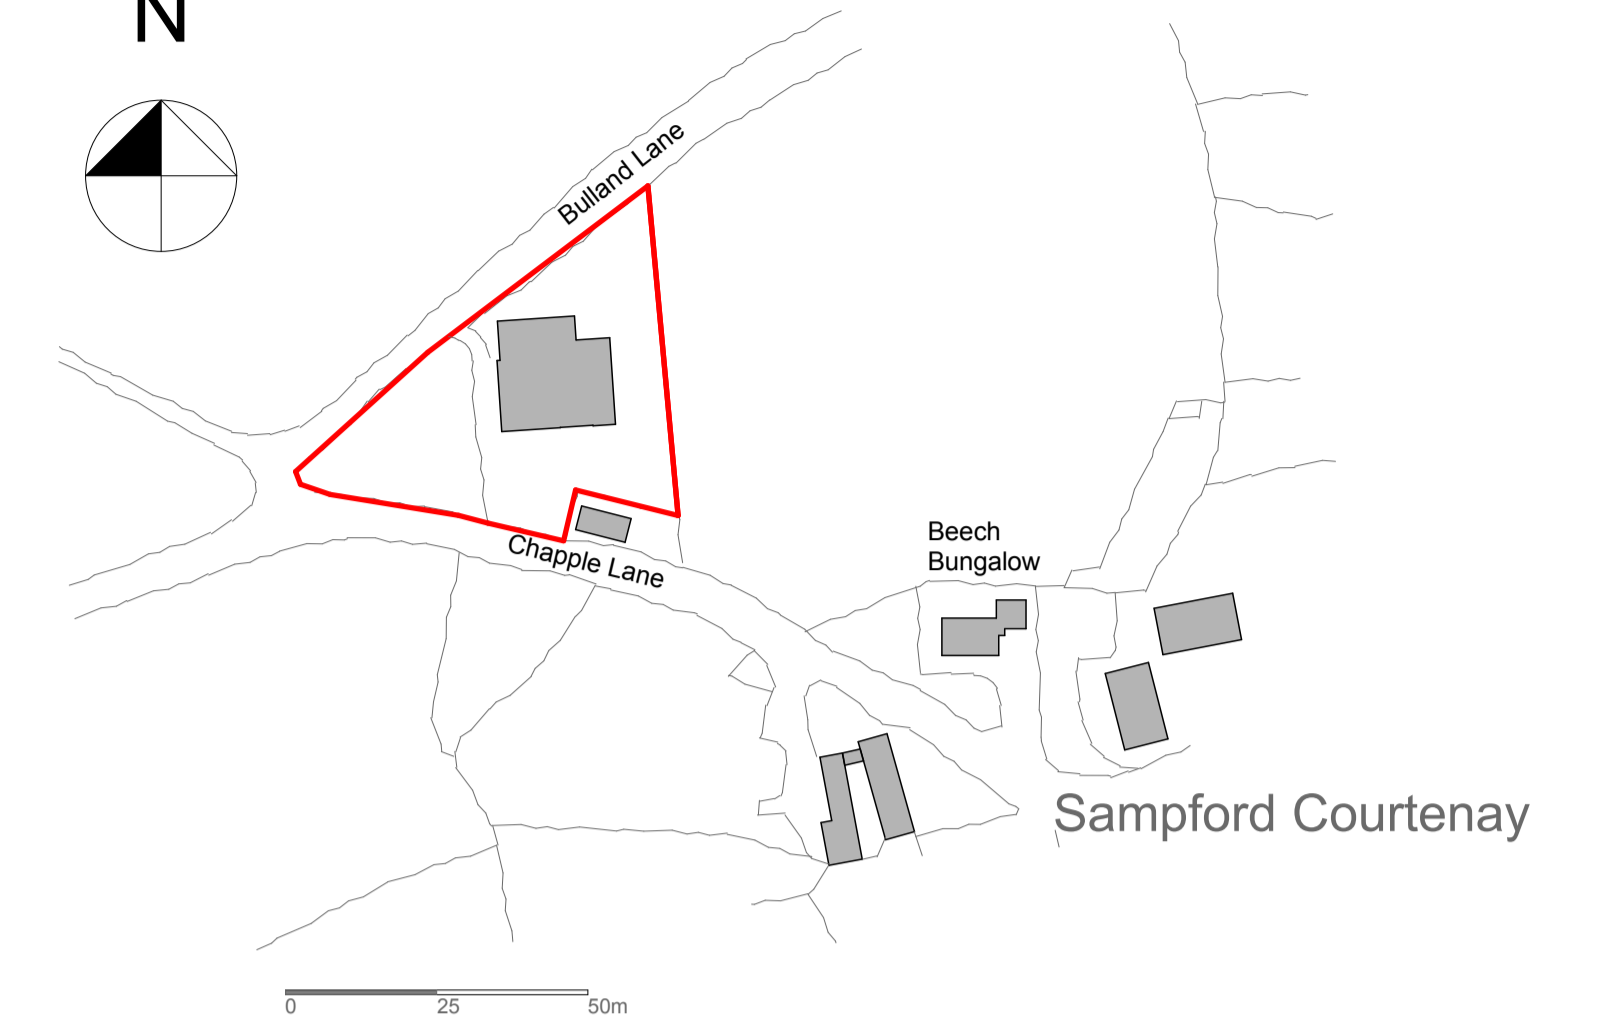 N
Bulland Lane
Chapple Lane
Beech
Bungalow
Sampford Courtenay
0 25 50m